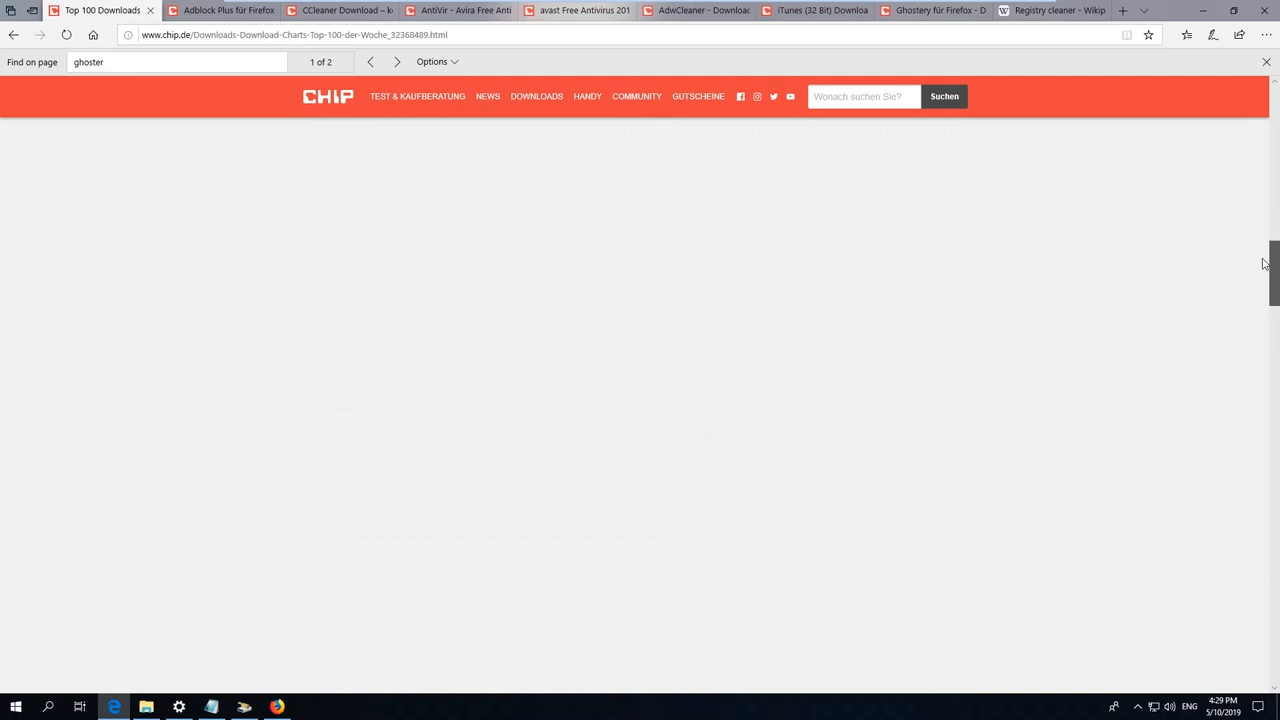 Top 100 Downloads
Adblock Plus für Firefox
CCleaner Download – k
AntiVir - Avira Free Anti
avast Free Antivirus 201
AdwCleaner - Downloac
iTunes (32 Bit) Downloa
Ghostery für Firefox - D
Registry cleaner - Wikip
www.chip.de/Downloads-Download-Charts-Top-100-der-Woche_32368489.html
Find on page
ghoster
1 of 2
Options
CHIP
TEST & KAUFBERATUNG
NEWS
DOWNLOADS
HANDY
COMMUNITY
GUTSCHEINE
Wonach suchen Sie?
Suchen
ENG
4:29 PM
5/10/2019